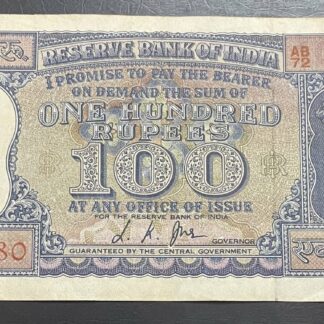 RESERVE BANK OF INDIA
AB
72
I PROMISE TO PAY THE BEARER
ON DEMAND THE SUM OF
ONE HUNDRED
RUPEES
100
AT ANY OFFICE OF ISSUE
FOR THE RESERVE BANK OF INDIA
GOVERNOR
GUARANTEED BY THE CENTRAL GOVERNMENT
80